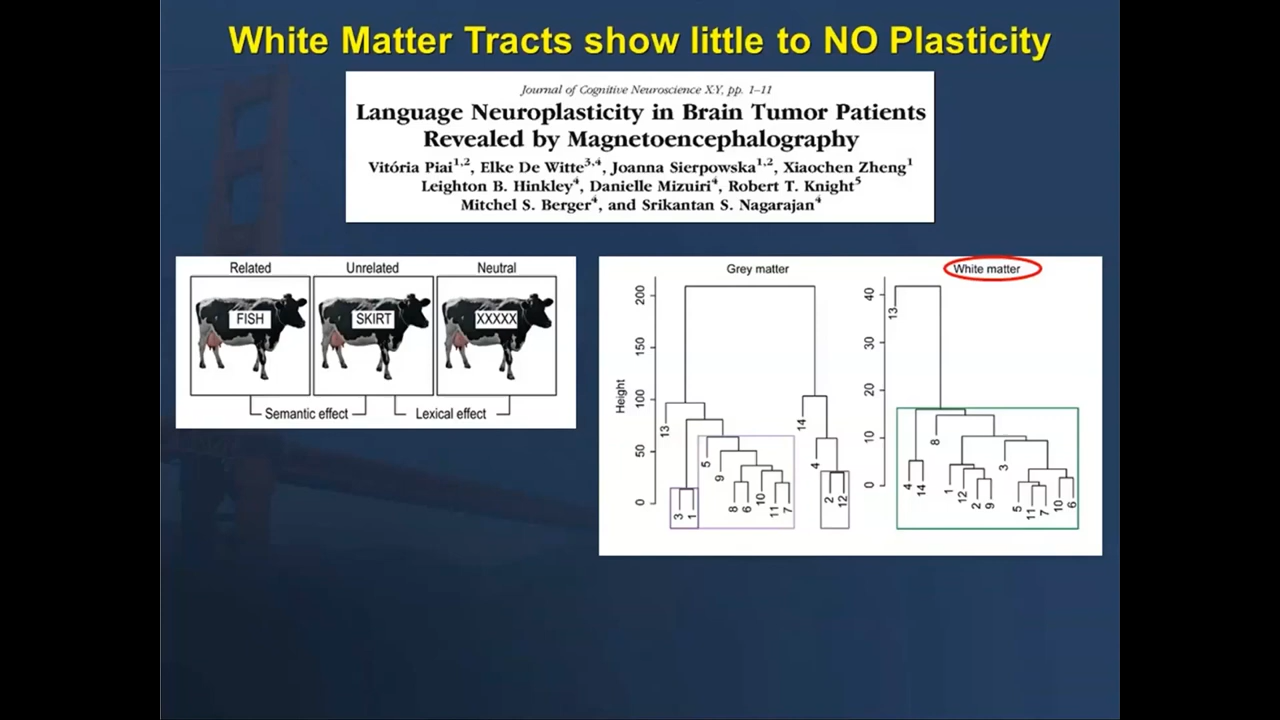 White Matter Tracts show little to NO Plasticity
Journal of Cognitive Neuroscience X:Y, pp. 1–11
Language Neuroplasticity in Brain Tumor Patients
Revealed by Magnetoencephalography
Vitória Piai1,2, Elke De Witte3,4, Joanna Sierpowska1,2, Xiaochen Zheng1
Leighton B. Hinkley4, Danielle Mizuiri4, Robert T. Knight5
Mitchel S. Berger4, and Srikantan S. Nagarajan4
Related Unrelated Neutral
FISH SKIRT XXXXX
Semantic effect Lexical effect
Grey matter
Height
200
150
100
50
0
13
3
1
5
9
8
6
10
11
7
14
4
2
12
White matter
40
30
20
10
0
13
4
14
8
1
12
2
9
3
5
11
7
10
6